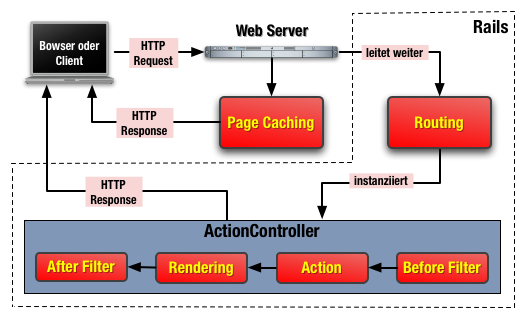 Rails
Web Server
Bowser oder
Client
HTTP
Request
leitet weiter
HTTP
Response
Page Caching
Routing
HTTP
Response
instanziiert
ActionController
After Filter
Rendering
Action
Before Filter